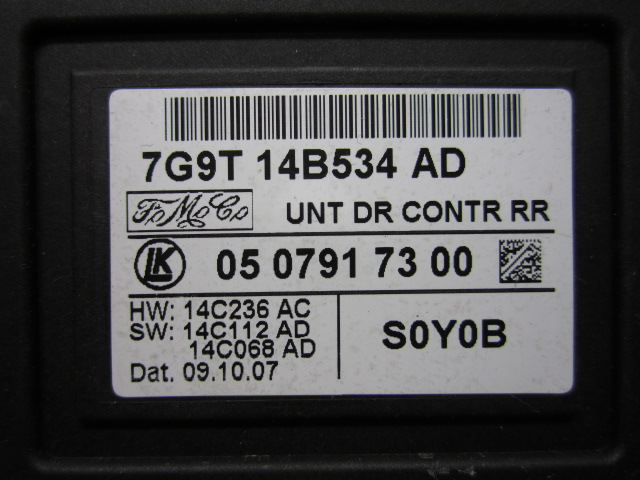 7G9T 14B534 AD
FoMoCo UNT DR CONTR RR
LK 05 0791 73 00
HW: 14C236 AC
SW: 14C112 AD
14C068 AD
S0Y0B
Dat. 09.10.07